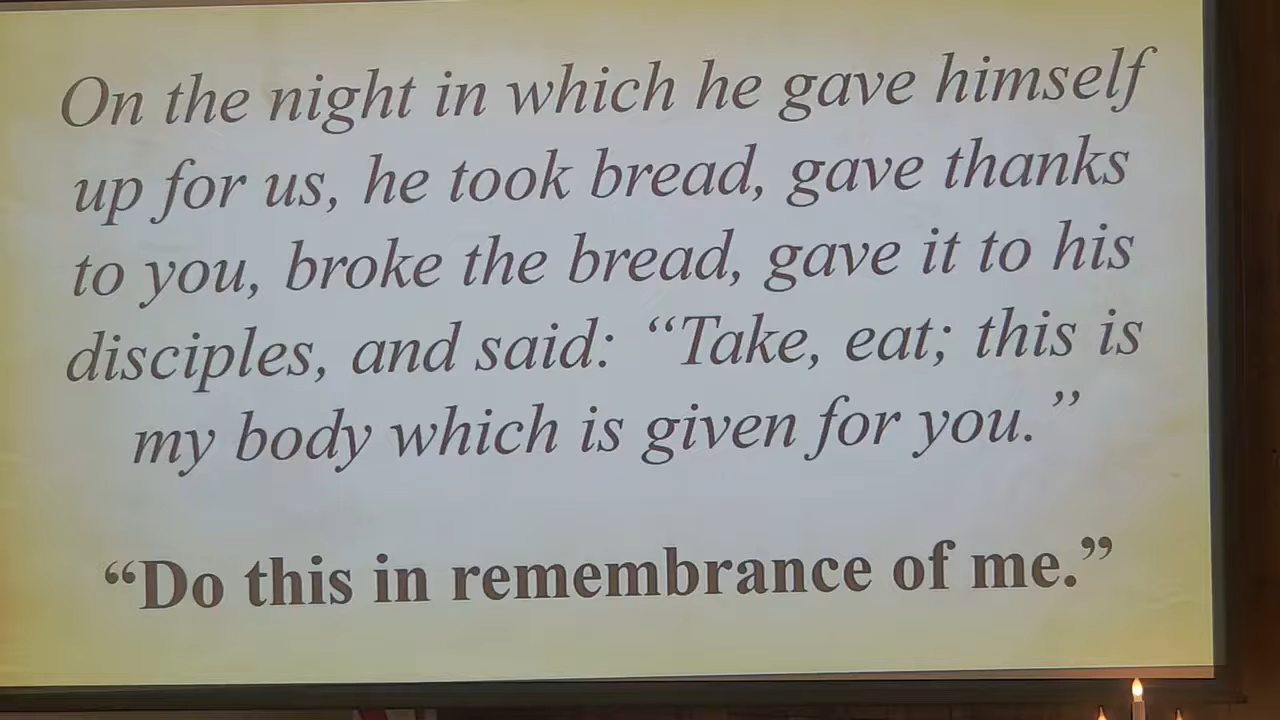 On the night in which he gave himself
up for us, he took bread, gave thanks
to you, broke the bread, gave it to his
disciples, and said: “Take, eat; this is
my body which is given for you.”
“Do this in remembrance of me.”